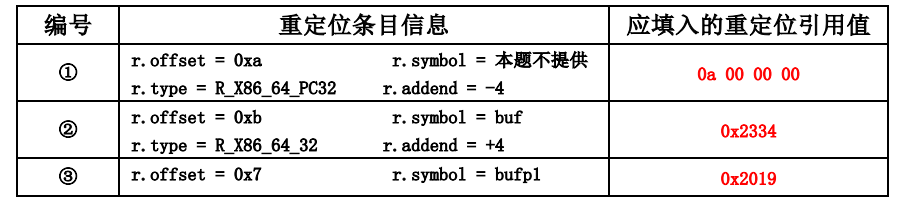 编号 重定位条目信息 应填入的重定位引用值
① r.offset = 0xa r.symbol = 本题不提供 0a 00 00 00
r.type = R_X86_64_PC32 r.addend = -4
② r.offset = 0xb r.symbol = buf 0x2334
r.type = R_X86_64_32 r.addend = +4
③ r.offset = 0x7 r.symbol = bufp1 0x2019